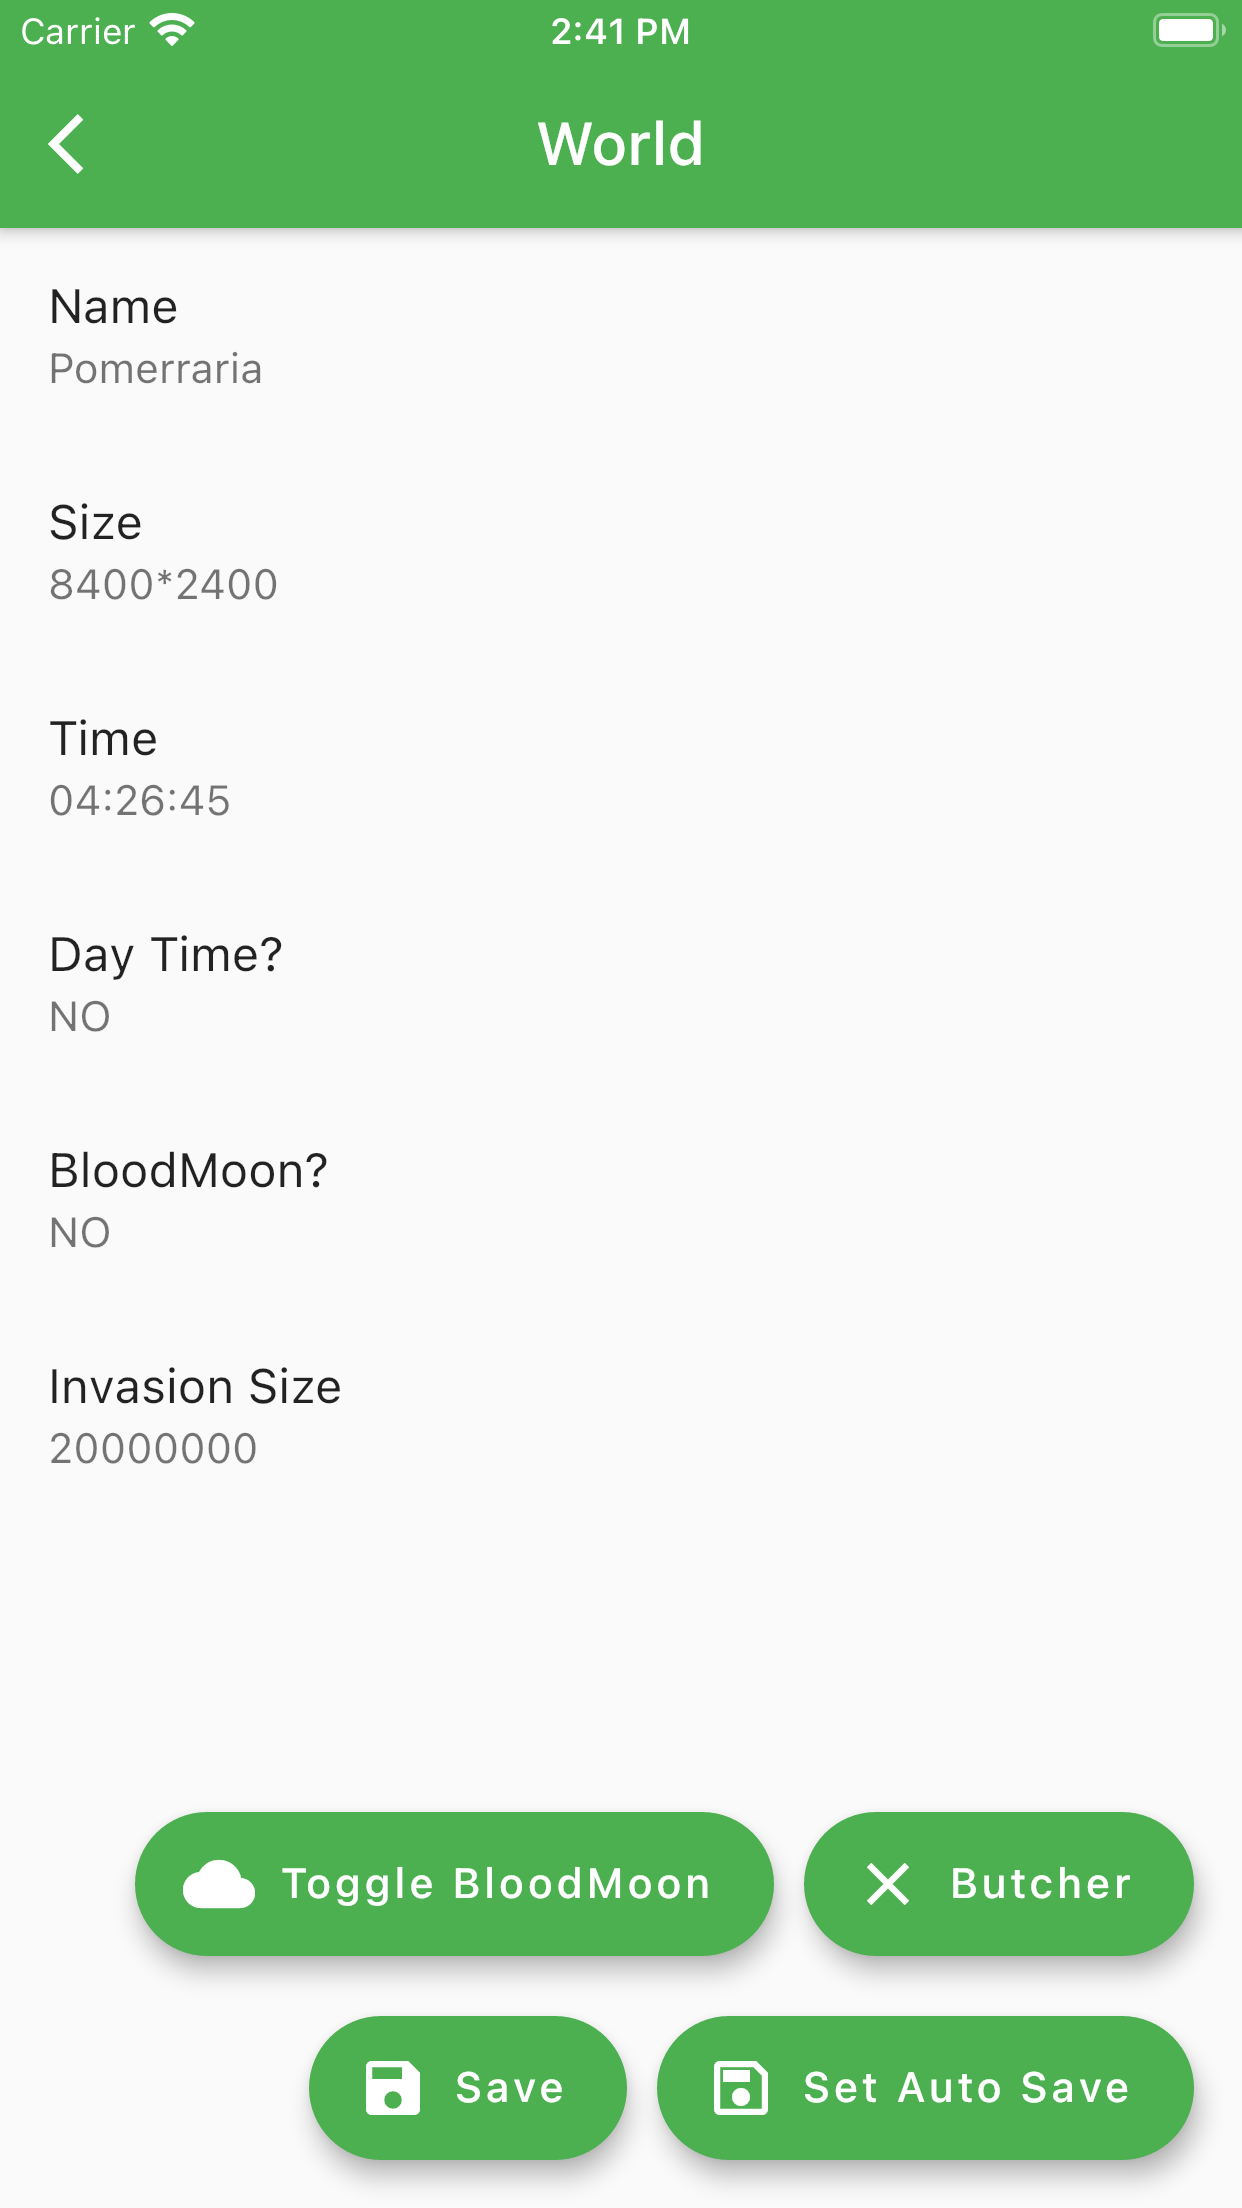 Carrier 2:41 PM
World
Name
Pomerraria
Size
8400*2400
Time
04:26:45
Day Time?
NO
BloodMoon?
NO
Invasion Size
20000000
Toggle BloodMoon Butcher
Save Set Auto Save